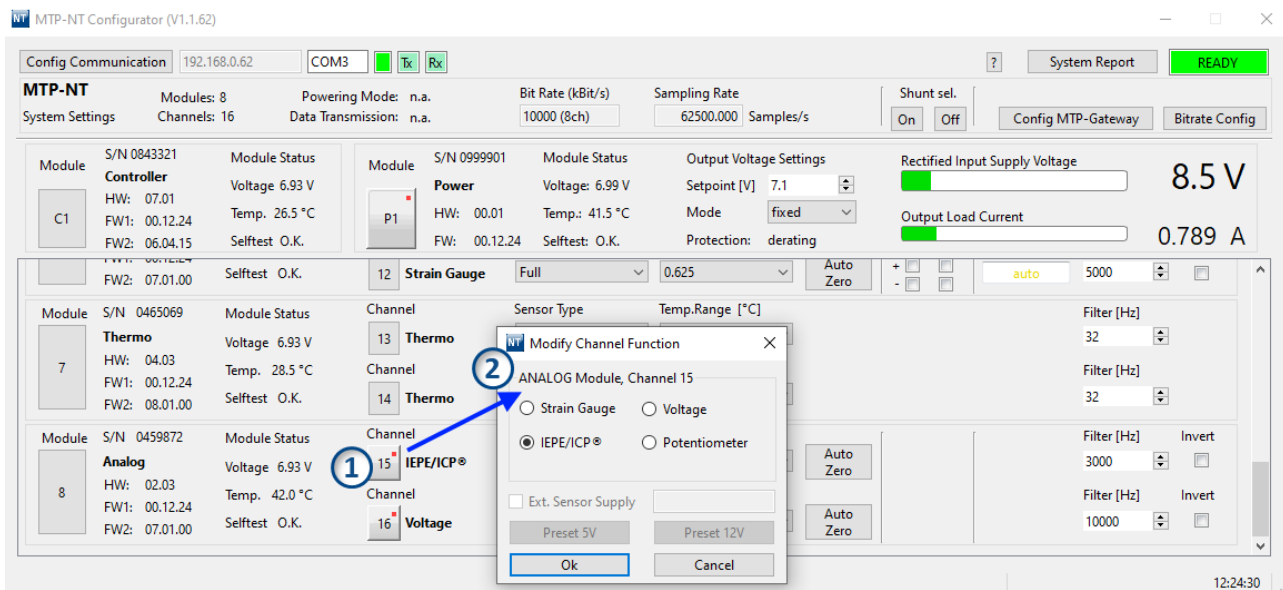 NT MTP-NT Configurator (V1.1.62)
Config Communication 192.168.0.62 COM3 Tx Rx ? System Report READY
MTP-NT Modules: 8 Powering Mode: n.a. Bit Rate (kBit/s) Sampling Rate Shunt sel.
System Settings Channels: 16 Data Transmission: n.a. 10000 (8ch) 62500.000 Samples/s On Off Config MTP-Gateway Bitrate Config
Module S/N 0843321 Module Status Module S/N 0999901 Module Status Output Voltage Settings Rectified Input Supply Voltage
Controller Voltage 6.93 V Power Voltage: 6.99 V Setpoint [V] 7.1 8.5 V
C1 HW: 07.01 Temp. 26.5 °C P1 HW: 00.01 Temp.: 41.5 °C Mode fixed Output Load Current
FW1: 00.12.24
FW2: 06.04.15 Selftest O.K. FW: 00.12.24 Selftest: O.K. Protection: derating 0.789 A
FW1: 00.12.24
FW2: 07.01.00 Selftest O.K. 12 Strain Gauge Full 0.625 Auto Zero + - auto 5000
Module S/N 0465069 Module Status Channel Sensor Type Temp.Range [°C] Filter [Hz]
Thermo Voltage 6.93 V 13 Thermo 32
7 HW: 04.03 Temp. 28.5 °C Channel Filter [Hz]
FW1: 00.12.24
FW2: 08.01.00 Selftest O.K. 14 Thermo 32
Module S/N 0459872 Module Status Channel Filter [Hz] Invert
Analog Voltage 6.93 V 1 15 IEPE/ICP® Auto Zero 3000
8 HW: 02.03 Temp. 42.0 °C Channel Filter [Hz] Invert
FW1: 00.12.24
FW2: 07.01.00 Selftest O.K. 16 Voltage Auto Zero 10000
NT Modify Channel Function
2 ANALOG Module, Channel 15
Strain Gauge Voltage
IEPE/ICP® Potentiometer
Ext. Sensor Supply
Preset 5V Preset 12V
Ok Cancel
12:24:30